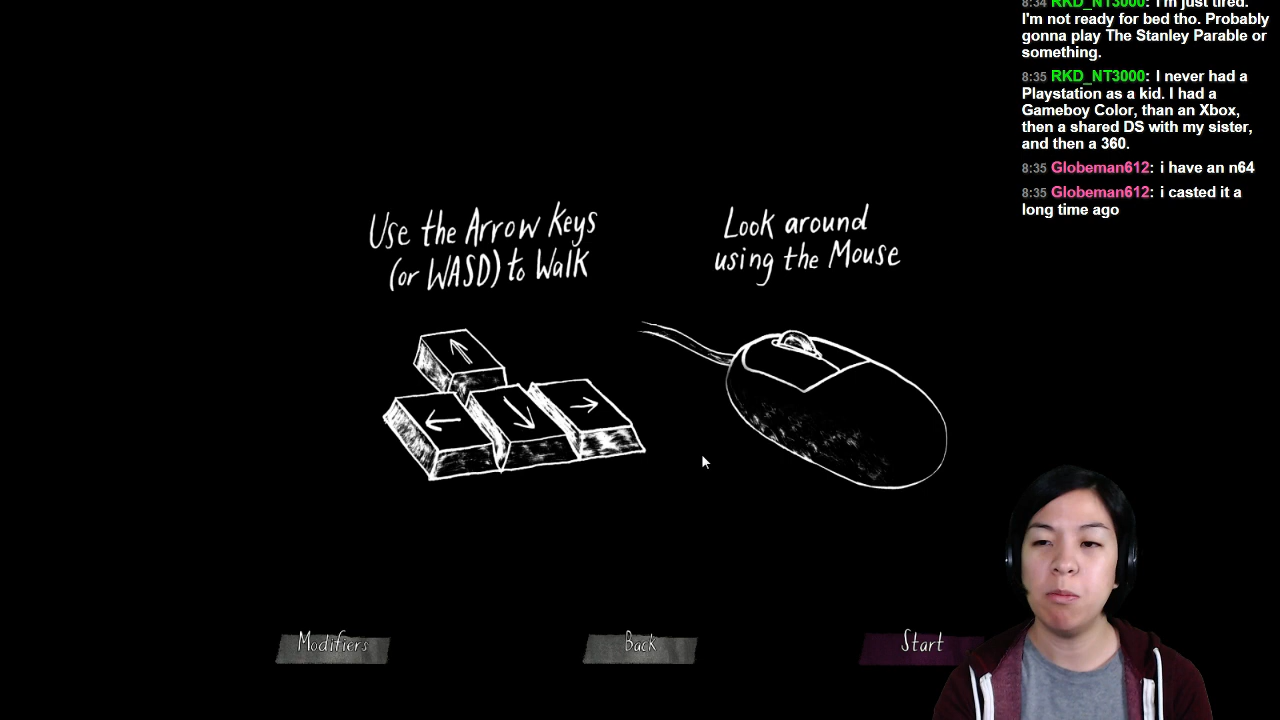 8:34 RKD_NT3000: I'm just tired.
I'm not ready for bed tho. Probably
gonna play The Stanley Parable or
something.
8:35 RKD_NT3000: I never had a
Playstation as a kid. I had a
Gameboy Color, than an Xbox,
then a shared DS with my sister,
and then a 360.
8:35 Globeman612: i have an n64
8:35 Globeman612: i casted it a
long time ago
Use the Arrow Keys
(or WASD) to Walk
Look around
using the Mouse
Modifiers
Back
Start